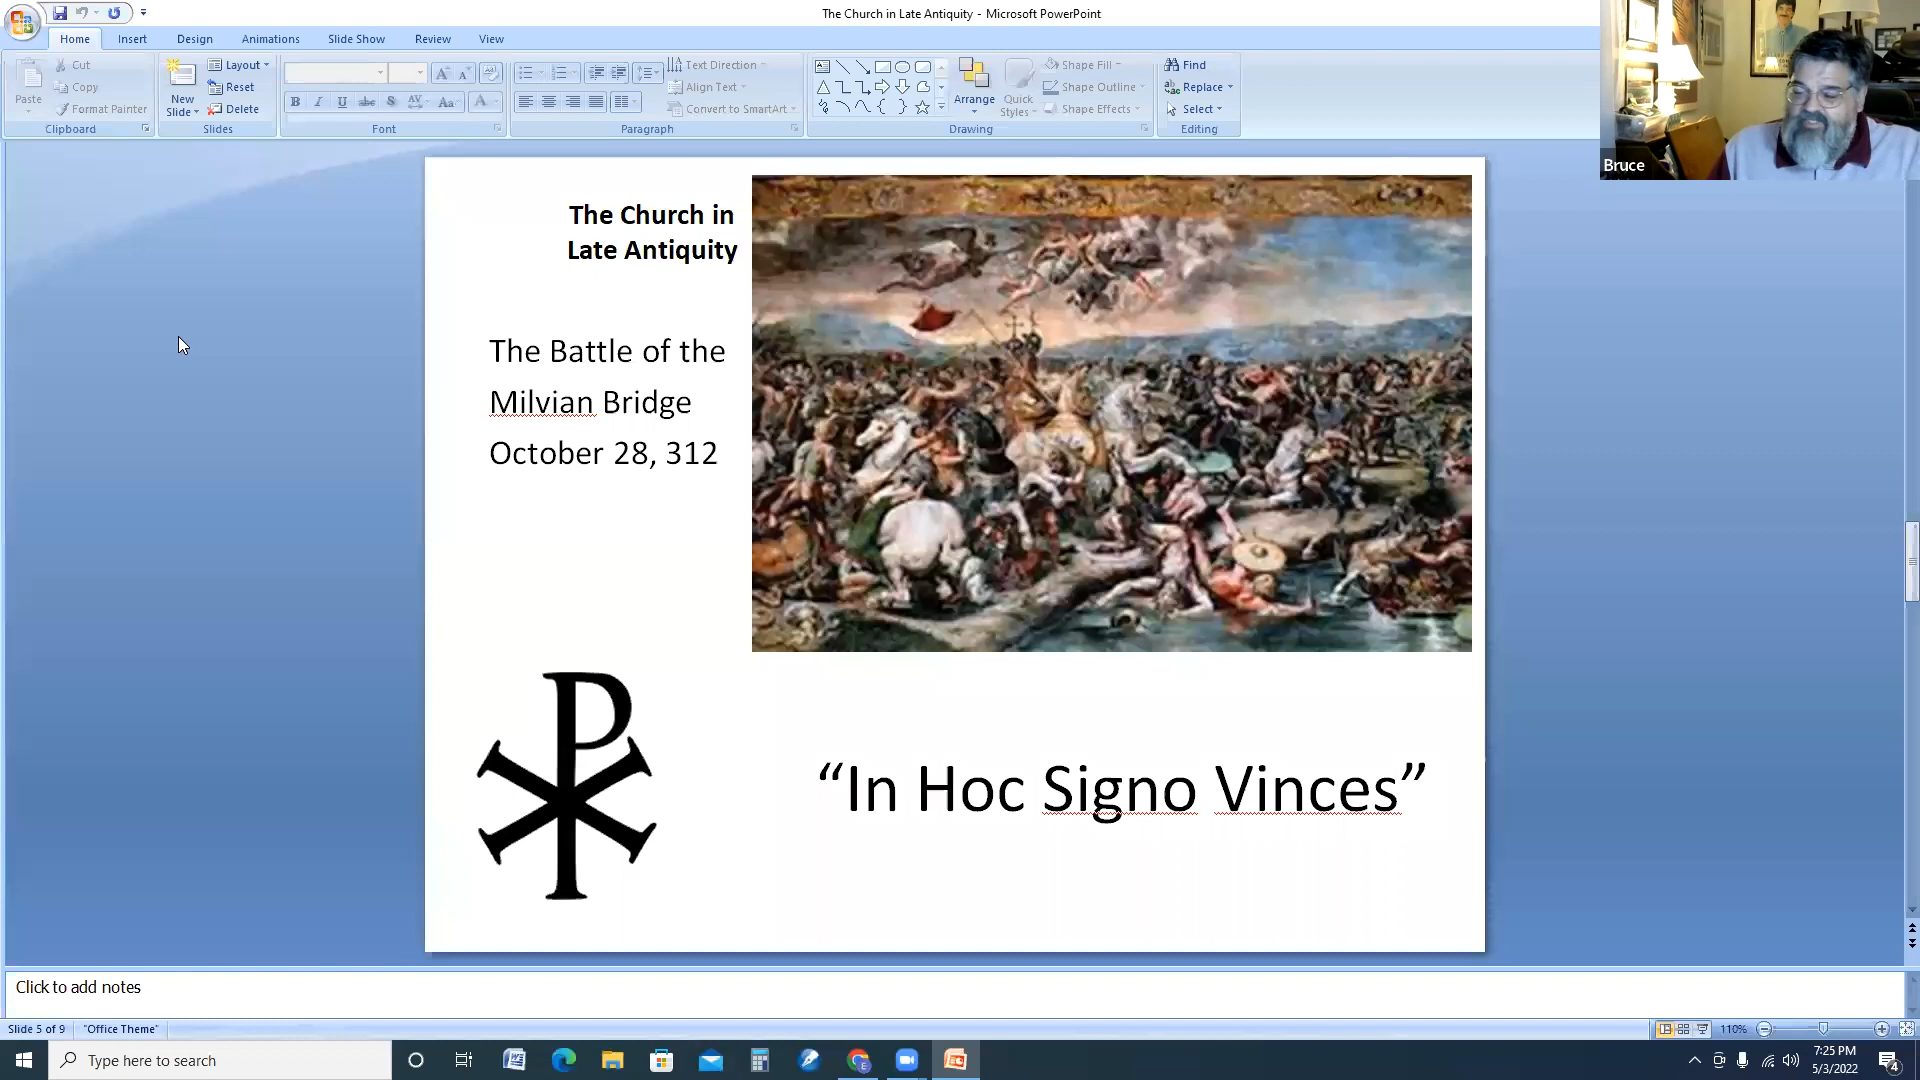 The Church in Late Antiquity - Microsoft PowerPoint
Home Insert Design Animations Slide Show Review View
Paste
Cut
Copy
Format Painter
Clipboard
New
Slide
Layout
Reset
Delete
Slides
B I U abc S AV Aa A
Font
Text Direction
Align Text
Convert to SmartArt
Paragraph
Arrange
Quick
Styles
Shape Fill
Shape Outline
Shape Effects
Drawing
Find
Replace
Select
Editing
Bruce
The Church in
Late Antiquity
The Battle of the
Milvian Bridge
October 28, 312
“In Hoc Signo Vinces”
Click to add notes
Slide 5 of 9 "Office Theme" 110%
Type here to search
7:25 PM
5/3/2022
4